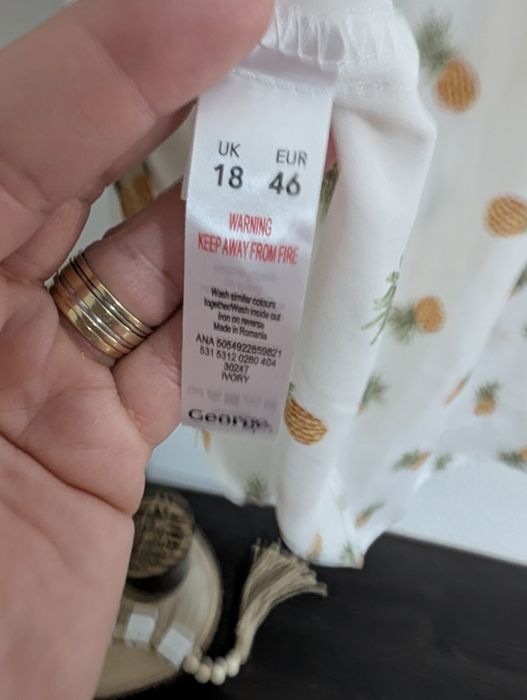 UK EUR
18 46
WARNING
KEEP AWAY FROM FIRE
Wash similar colours
together/Wash inside out
Iron on reverse
Made in Romania
ANA 5054922859821
531 5312 0280 404
30247
IVORY
George.